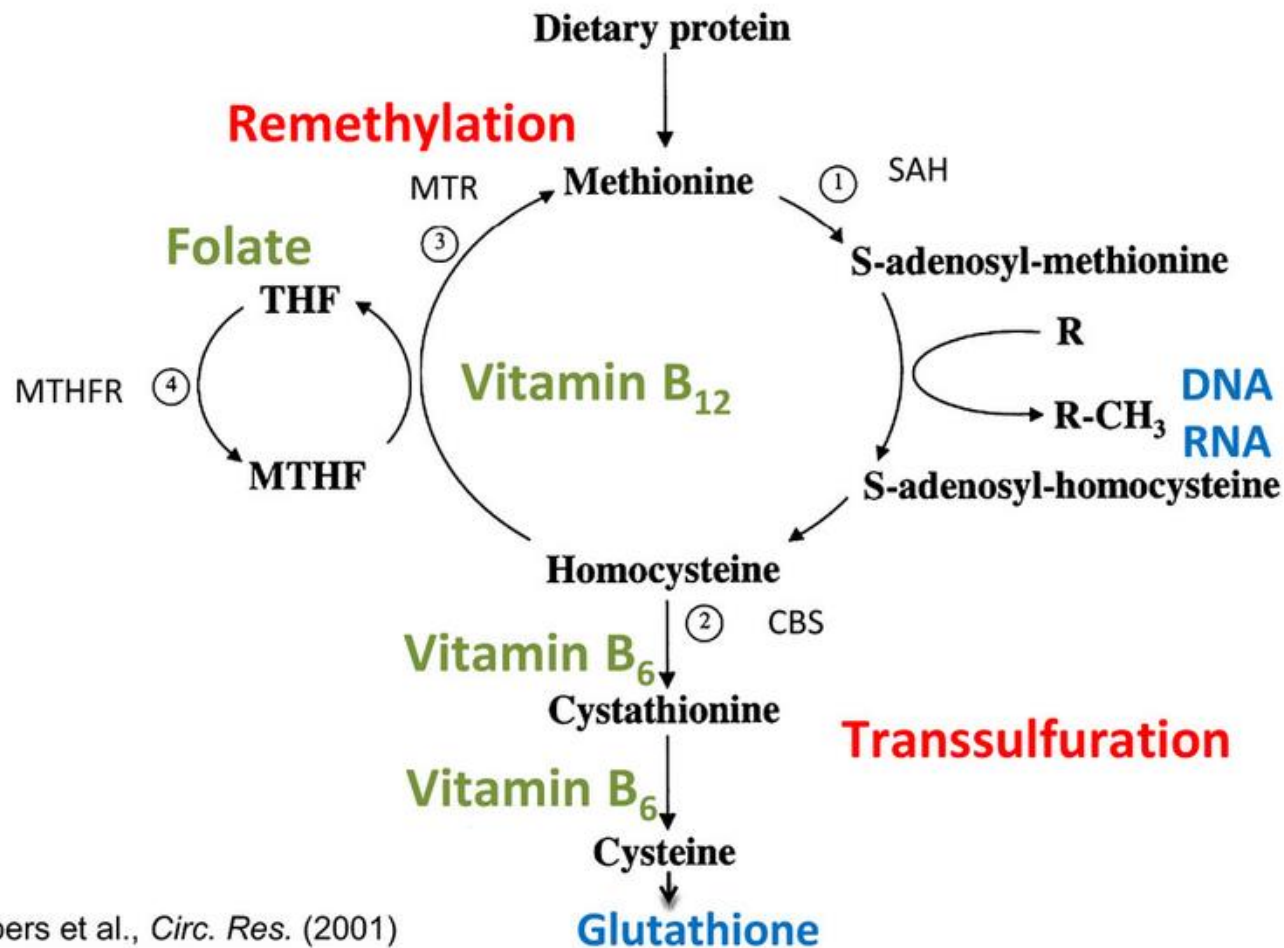 Dietary protein
Remethylation
MTR
Methionine
① SAH
③
Folate
S-adenosyl-methionine
THF
R
MTHFR ④
Vitamin B₁₂
DNA
R-CH₃
RNA
MTHF
S-adenosyl-homocysteine
Homocysteine
② CBS
Vitamin B₆
Cystathionine
Transsulfuration
Vitamin B₆
Cysteine
et al., Circ. Res. (2001)
Glutathione